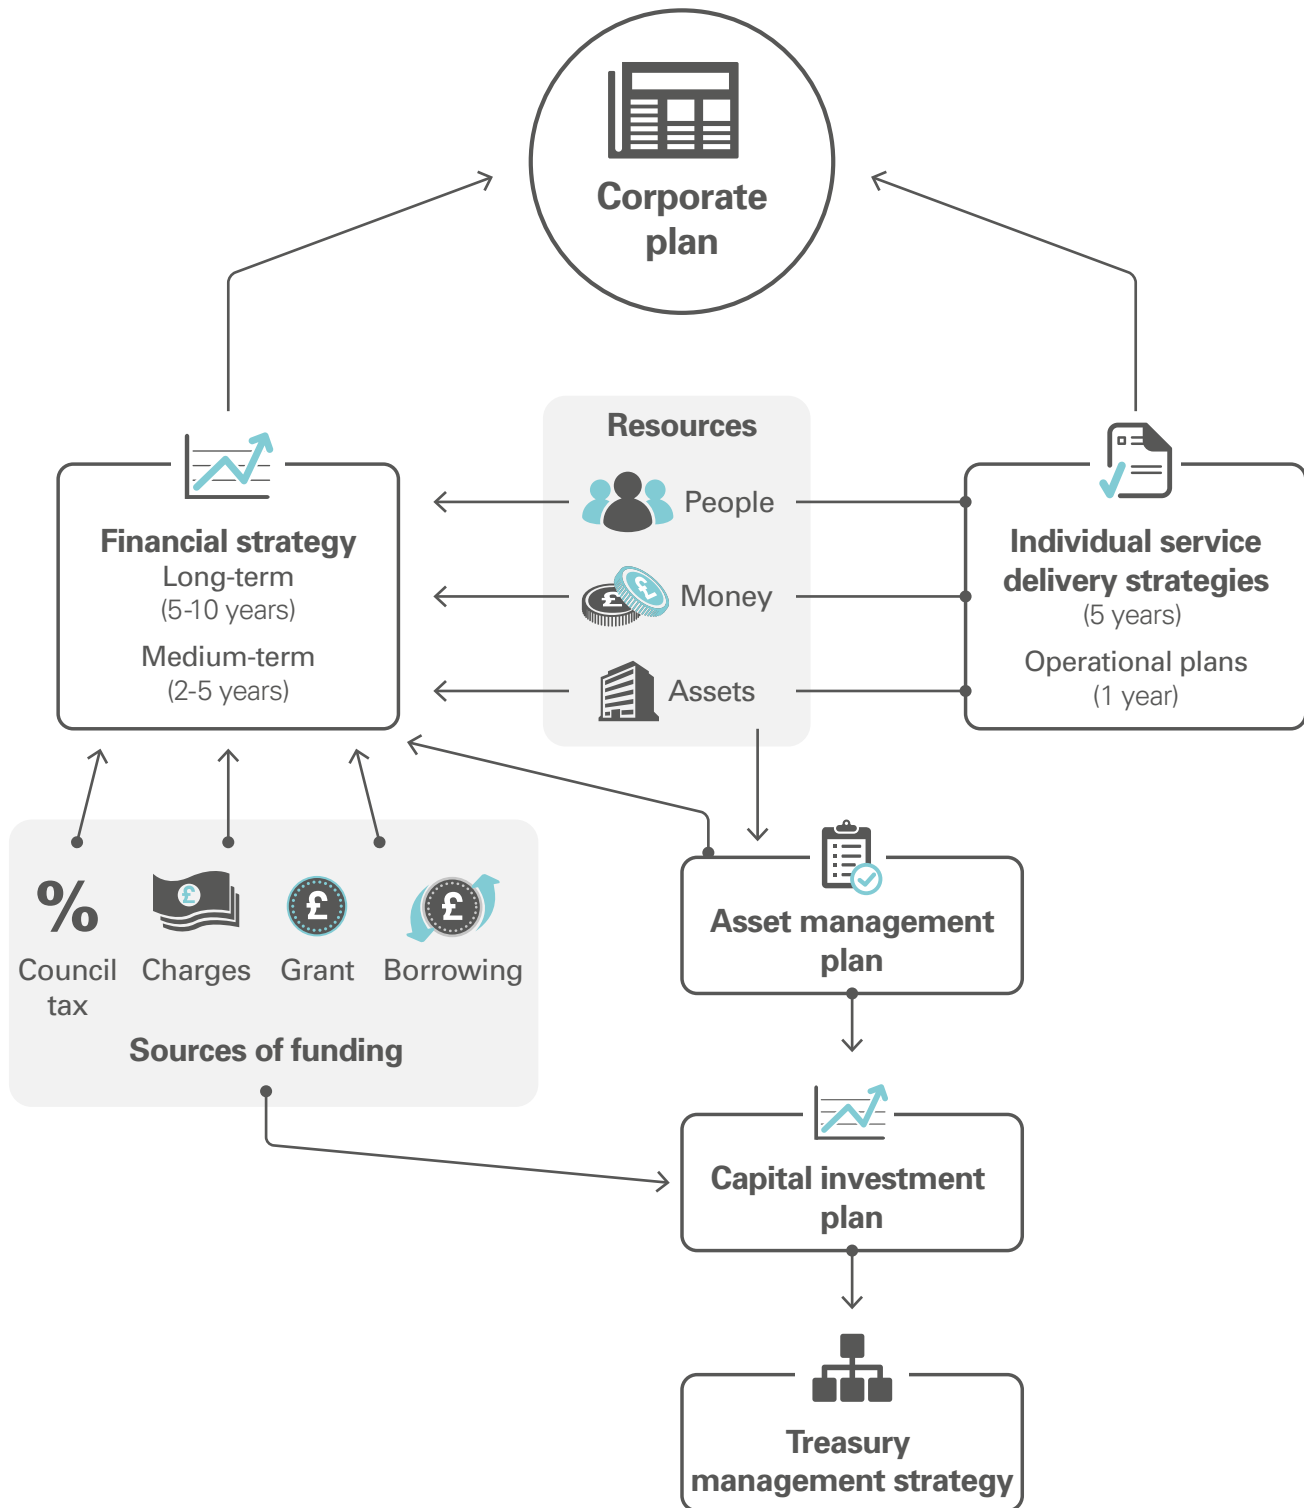 Corporate
plan
Resources
People
Money
Assets
Financial strategy
Long-term
(5-10 years)
Medium-term
(2-5 years)
Individual service
delivery strategies
(5 years)
Operational plans
(1 year)
%
£
£
£
£
£
Council
tax
Charges
Grant
Borrowing
Sources of funding
Asset management
plan
Capital investment
plan
Treasury
management strategy